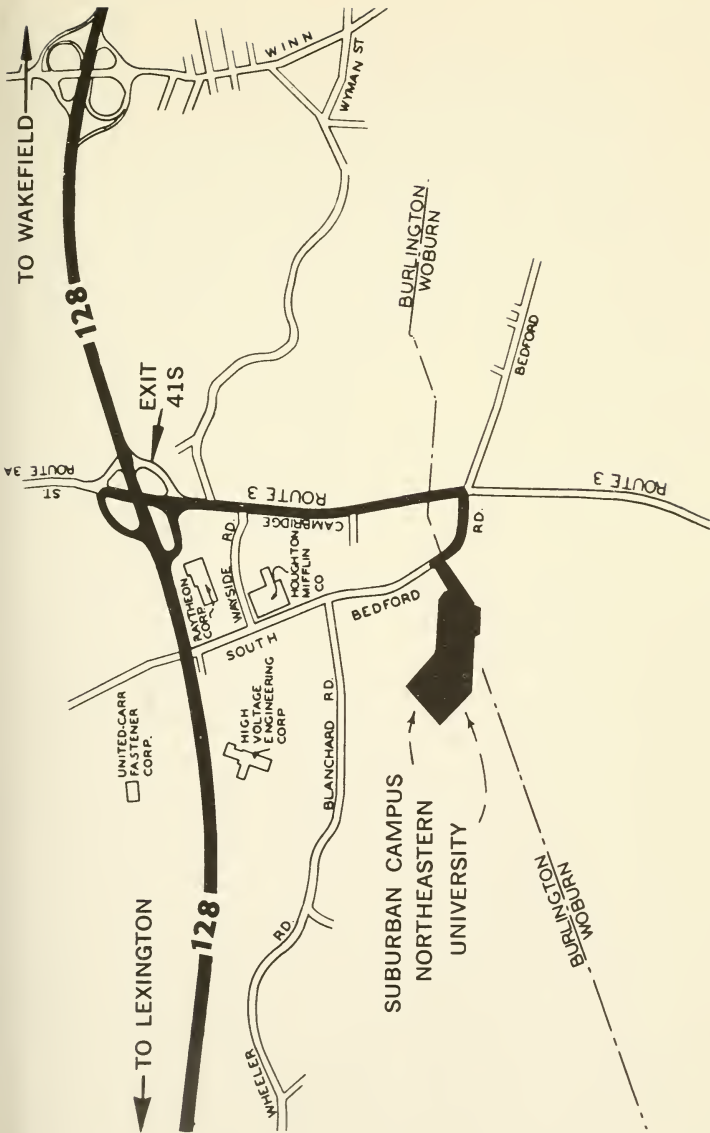 TO WAKEFIELD
128
WINN
WYMAN ST
EXIT
41S
ROUTE 3A
ST
ROUTE 3
CAMBRIDGE
RAYTHEON
CORP.
WAYSIDE RD.
HOUGHTON
MIFFLIN
CO
SOUTH
BEDFORD
RD.
BEDFORD
ROUTE 3
BURLINGTON
WOBURN
UNITED-CARR
FASTENER
CORP.
HIGH
VOLTAGE
ENGINEERING
CORP
BLANCHARD RD.
SUBURBAN CAMPUS
NORTHEASTERN
UNIVERSITY
TO LEXINGTON
128
WHEELER RD.
BURLINGTON
WOBURN